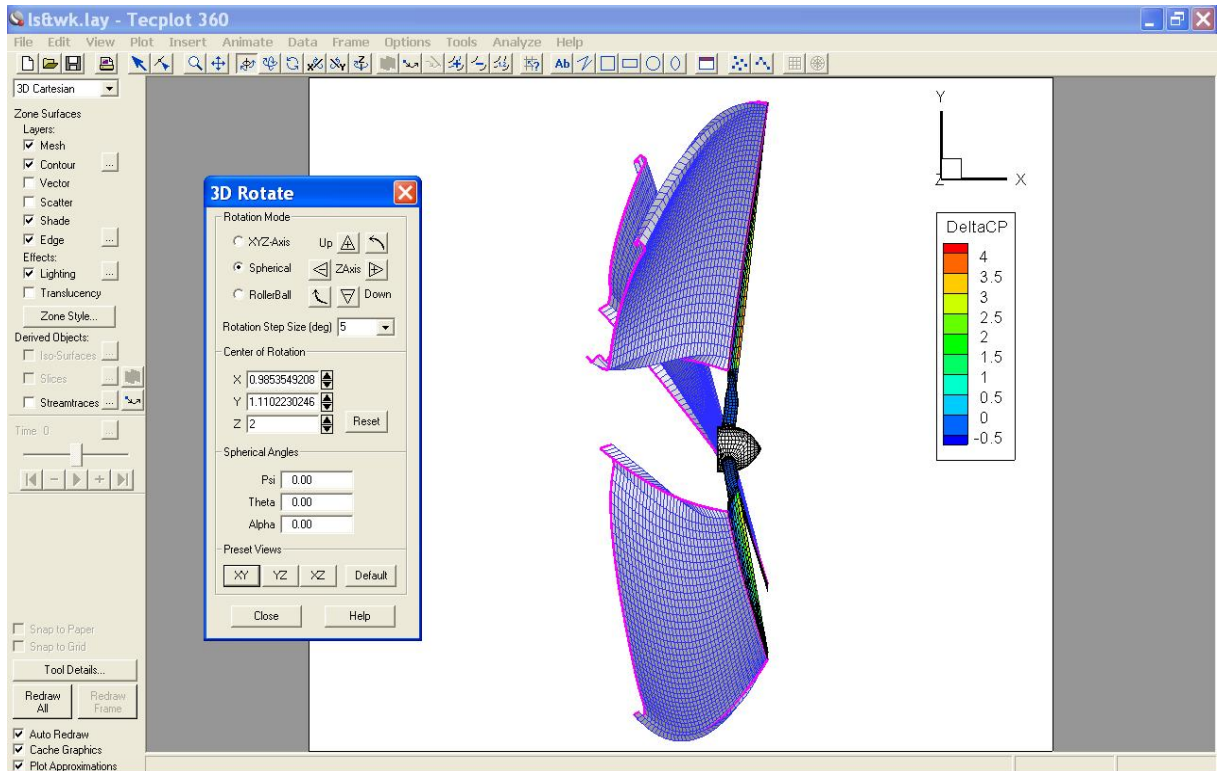 ls&wk.lay - Tecplot 360
File Edit View Plot Insert Animate Data Frame Options Tools Analyze Help
Ab
3D Cartesian
Zone Surfaces
Layers:
Mesh
Contour ...
Vector
Scatter
Shade
Edge ...
Effects:
Lighting ...
Translucency
Zone Style...
Derived Objects:
Iso-Surfaces ...
Slices ...
Streamtraces ...
Time: 0 ...
Snap to Paper
Snap to Grid
Tool Details...
Redraw All
Redraw Frame
Auto Redraw
Cache Graphics
Plot Approximations
3D Rotate
Rotation Mode
XYZ-Axis Up
Spherical ZAxis
RollerBall Down
Rotation Step Size (deg) 5
Center of Rotation
X 0.9853549208
Y 1.1102230246
Z 2 Reset
Spherical Angles
Psi 0.00
Theta 0.00
Alpha 0.00
Preset Views
XY YZ XZ Default
Close Help
Y
Z X
DeltaCP
4
3.5
3
2.5
2
1.5
1
0.5
0
-0.5